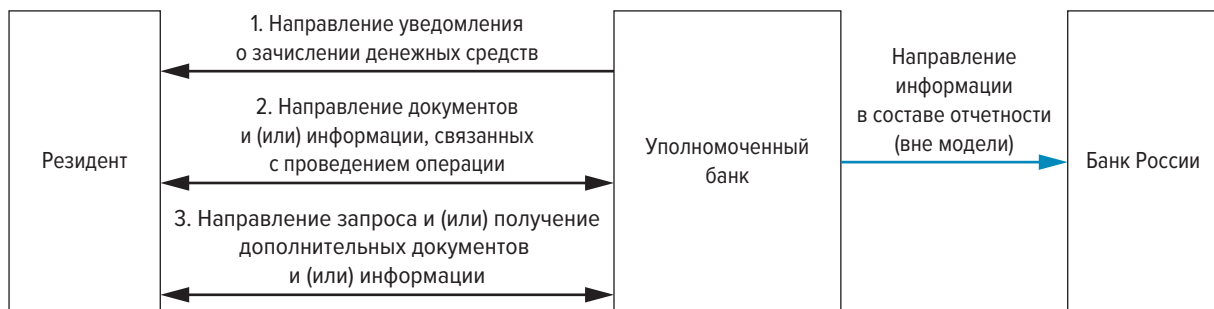 1. Направление уведомления
о зачислении денежных средств
2. Направление документов
и (или) информации, связанных
с проведением операции
3. Направление запроса и (или) получение
дополнительных документов
и (или) информации
Резидент
Уполномоченный
банк
Направление
информации
в составе отчетности
(вне модели)
Банк России